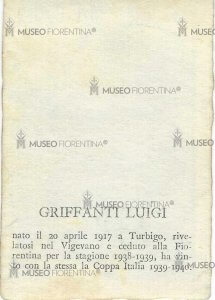 MUSEO FIORENTINA®
MUSEO FIORENTINA®
MUSEO FIORENTINA®
MUSEO FIORENTINA®
MUSEO FIORENTINA®
GRIFFANTI LUIGI
nato il 20 aprile 1917 a Turbigo, rive-
latosi nel Vigevano e ceduto alla Fio-
rentina per la stagione 1938-1939, ha vin-
to con la stessa la Coppa Italia 1939-1940.